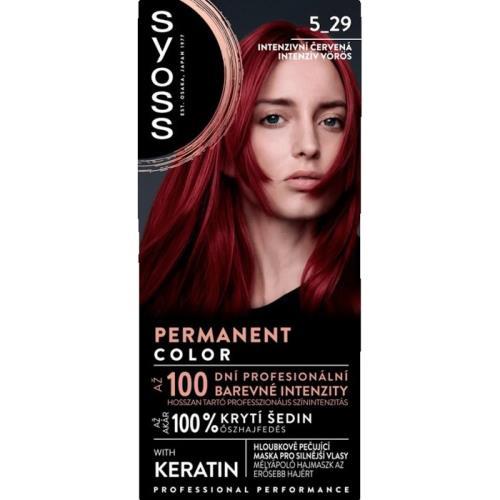 syoss
EST. OSAKA, JAPAN 1977
5_29
INTENZIVNÍ ČERVENÁ
INTENZÍV VÖRÖS
PERMANENT
COLOR
AŽ 100 DNÍ PROFESIONÁLNÍ
BAREVNÉ INTENZITY
HOSSZAN TARTÓ PROFESSZIONÁLIS SZÍNINTENZITÁS
AŽ
AKÁR 100% KRYTÍ ŠEDIN
ŐSZHAJFEDÉS
WITH
KERATIN
HLOUBKOVĚ PEČUJÍCÍ
MASKA PRO SILNĚJŠÍ VLASY
MÉLYÁPOLÓ HAJMASZK AZ
ERŐSEBB HAJÉRT
PROFESSIONAL PERFORMANCE